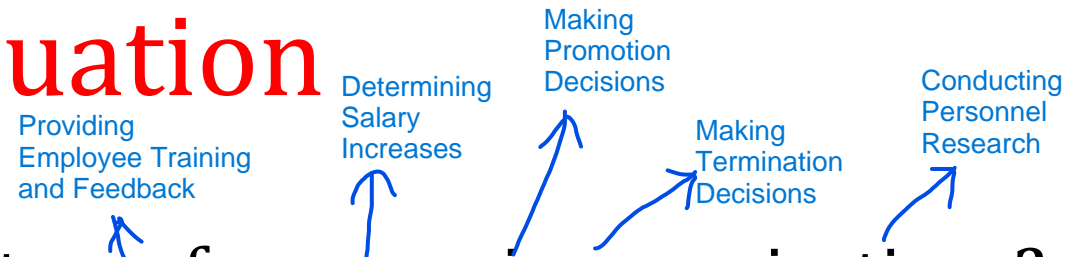 uation
Making
Promotion
Decisions
Determining
Salary
Increases
Conducting
Personnel
Research
Providing
Employee Training
and Feedback
Making
Termination
Decisions